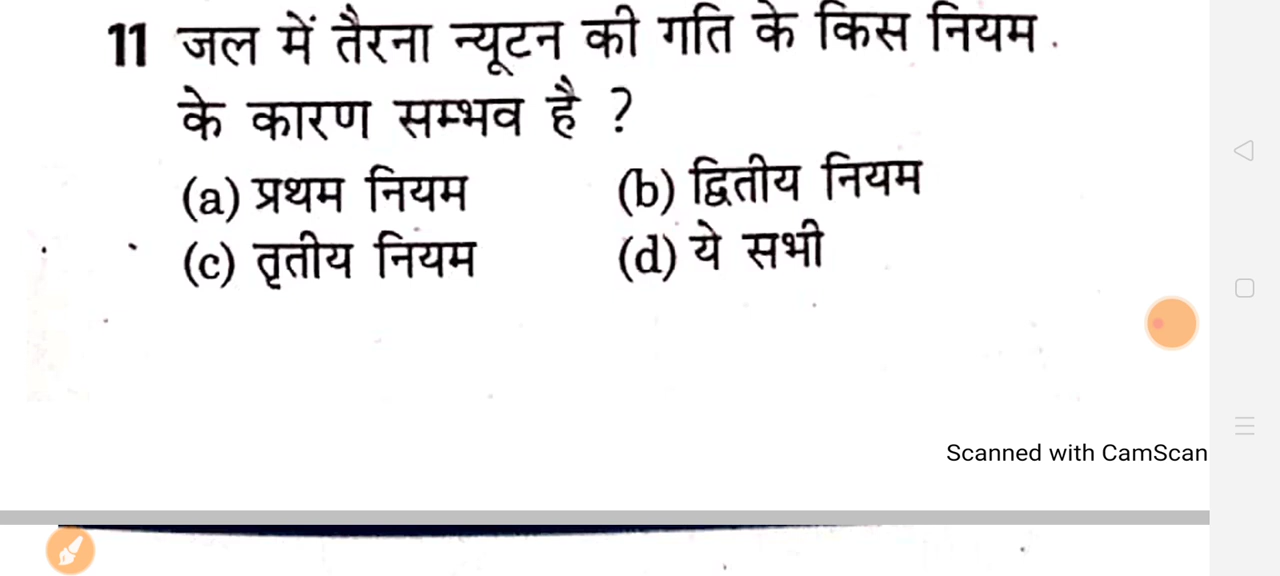 11 जल में तैरना न्यूटन की गति के किस नियम
के कारण सम्भव है ?
(a) प्रथम नियम (b) द्वितीय नियम
(c) तृतीय नियम (d) ये सभी
Scanned with CamScan